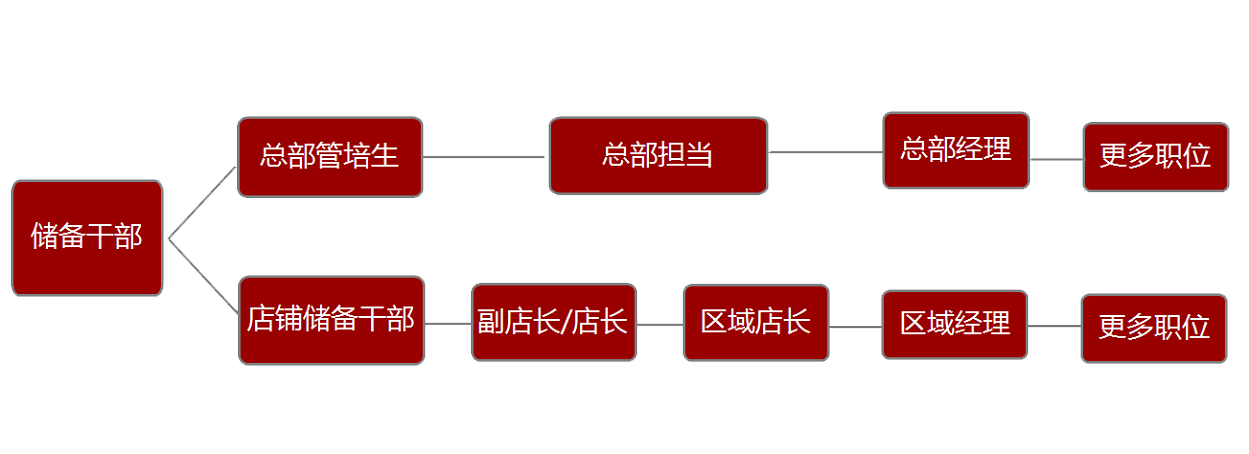 储备干部
总部管培生
总部担当
总部经理
更多职位
店铺储备干部
副店长/店长
区域店长
区域经理
更多职位